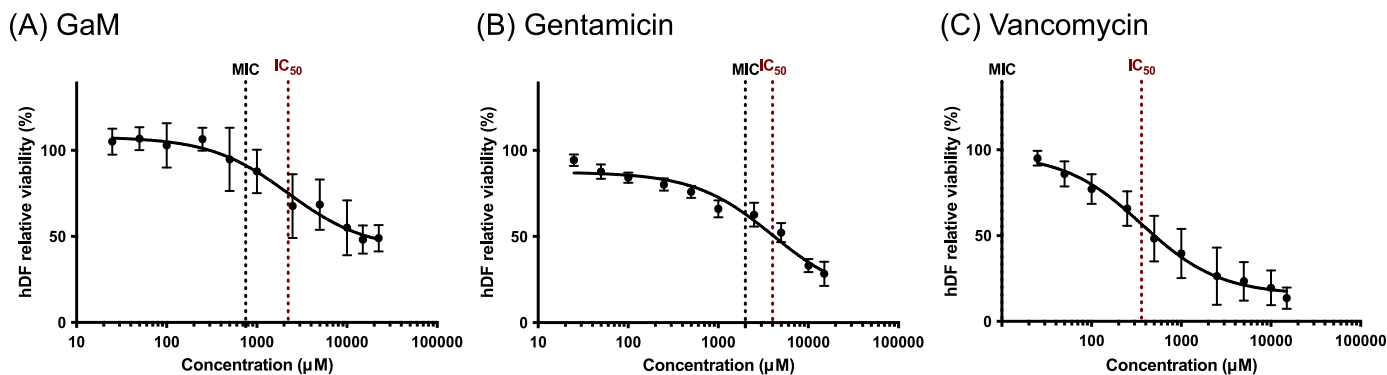 (A) GaM
MIC
IC50
hDF relative viability (%)
100
50
0
10
100
1000
10000
100000
Concentration (µM)
(B) Gentamicin
MIC
IC50
hDF relative viability (%)
100
50
0
10
100
1000
10000
100000
Concentration (µM)
(C) Vancomycin
MIC
IC50
hDF relative viability (%)
100
50
0
100
1000
10000
100000
Concentration (µM)